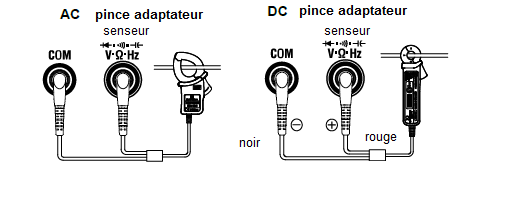 AC pince adaptateur
senseur
COM
V·Ω·Hz
DC pince adaptateur
senseur
COM
V·Ω·Hz
noir
⊖
⊕
rouge